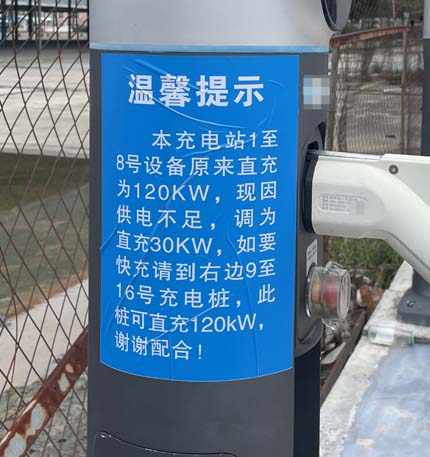 温馨提示
本充电站1至
8号设备原来直充
为120KW，现因
供电不足，调为
直充30KW，如要
快充请到右边9至
16号充电桩，此
桩可直充120kW，
谢谢配合！